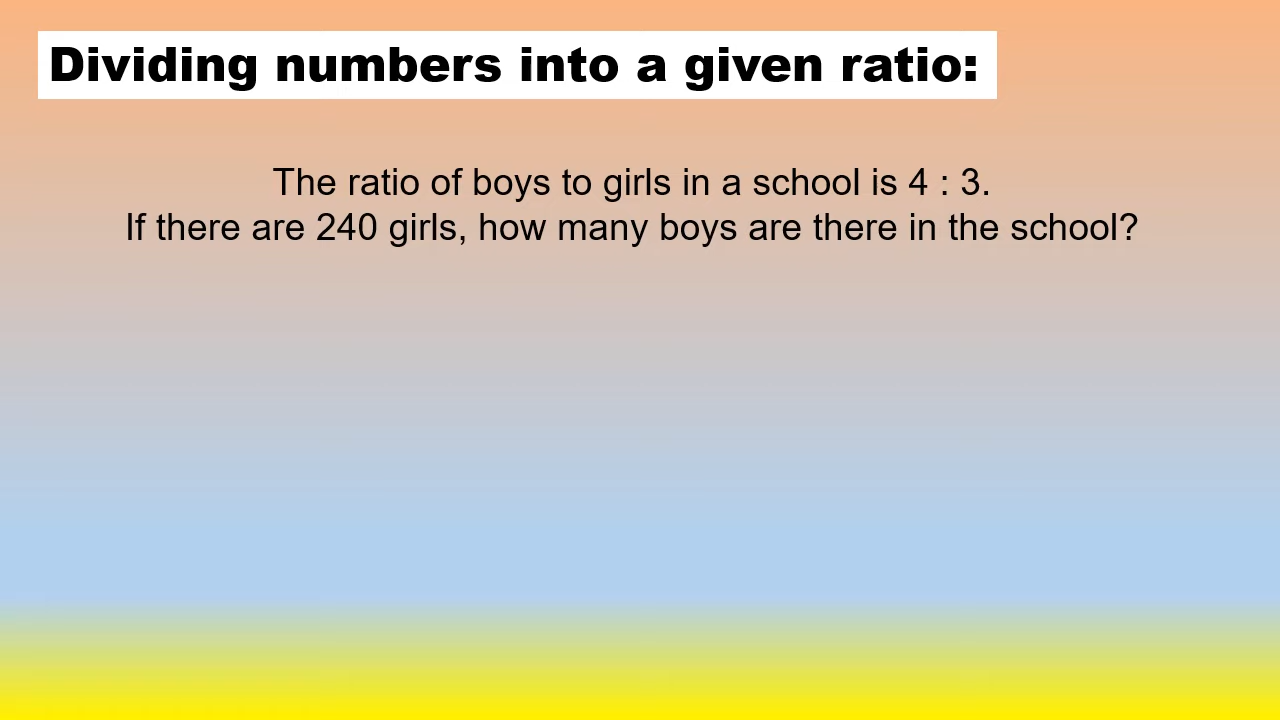 Dividing numbers into a given ratio:
The ratio of boys to girls in a school is 4 : 3.
If there are 240 girls, how many boys are there in the school?